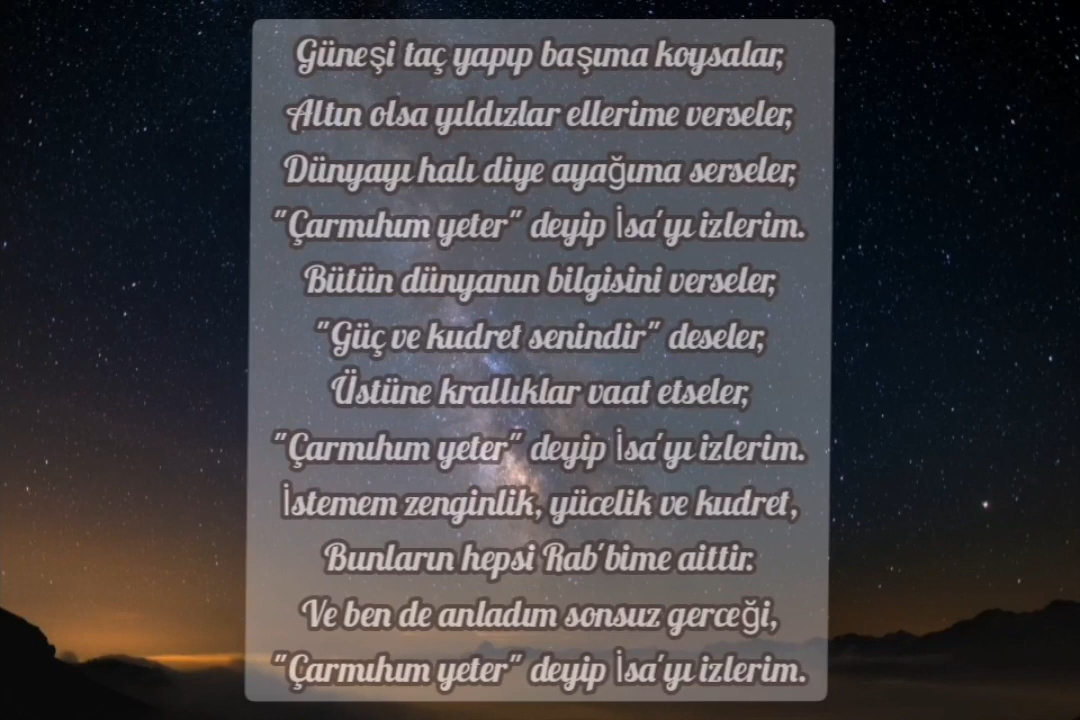 Güneşi taç yapıp başıma koysalar,
Altın olsa yıldızlar ellerime verseler,
Dünyayı halı diye ayağıma serseler,
"Çarmıhım yeter" deyip İsa'yı izlerim.
Bütün dünyanın bilgisini verseler,
"Güç ve kudret senindir" deseler,
Üstüne krallıklar vaat etseler,
"Çarmıhım yeter" deyip İsa'yı izlerim.
İstemem zenginlik, yücelik ve kudret,
Bunların hepsi Rab'bime aittir.
Ve ben de anladım sonsuz gerceği,
"Çarmıhım yeter" deyip İsa'yı izlerim.